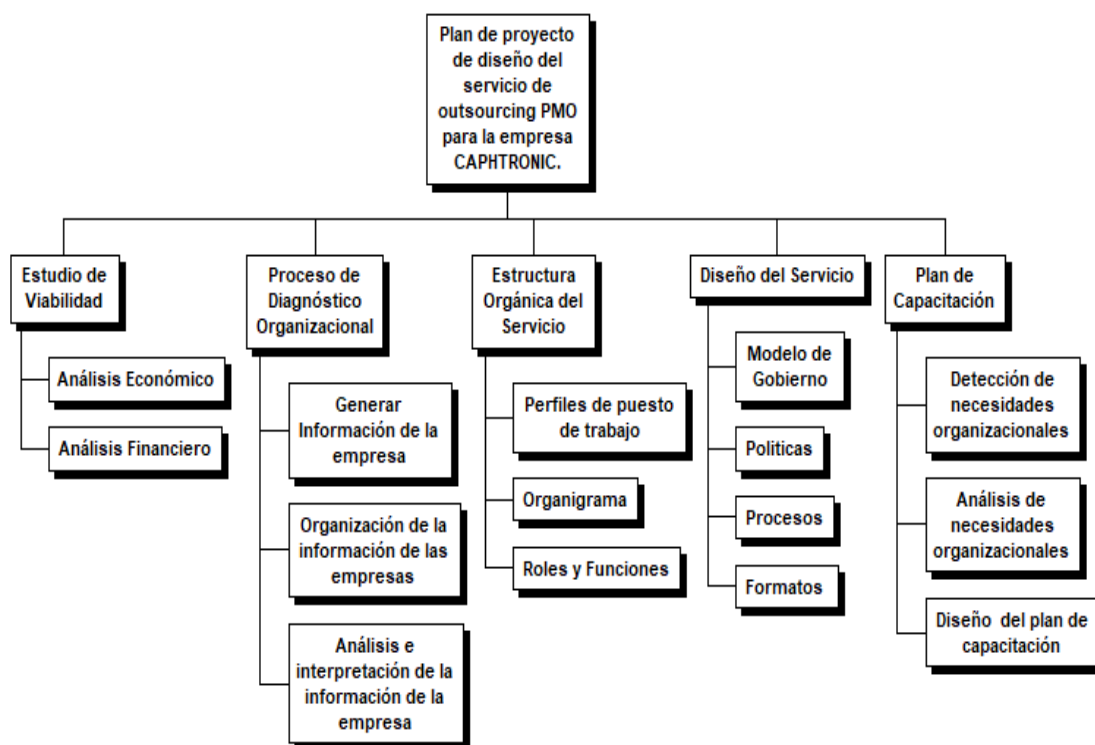 Plan de proyecto
de diseño del
servicio de
outsourcing PMO
para la empresa
CAPHTRONIC.
Estudio de
Viabilidad
Análisis Económico
Análisis Financiero
Proceso de
Diagnóstico
Organizacional
Generar
Información de la
empresa
Organización de la
información de las
empresas
Análisis e
interpretación de la
información de la
empresa
Estructura
Orgánica del
Servicio
Perfiles de puesto
de trabajo
Organigrama
Roles y Funciones
Diseño del Servicio
Modelo de
Gobierno
Politicas
Procesos
Formatos
Plan de
Capacitación
Detección de
necesidades
organizacionales
Análisis de
necesidades
organizacionales
Diseño del plan de
capacitación